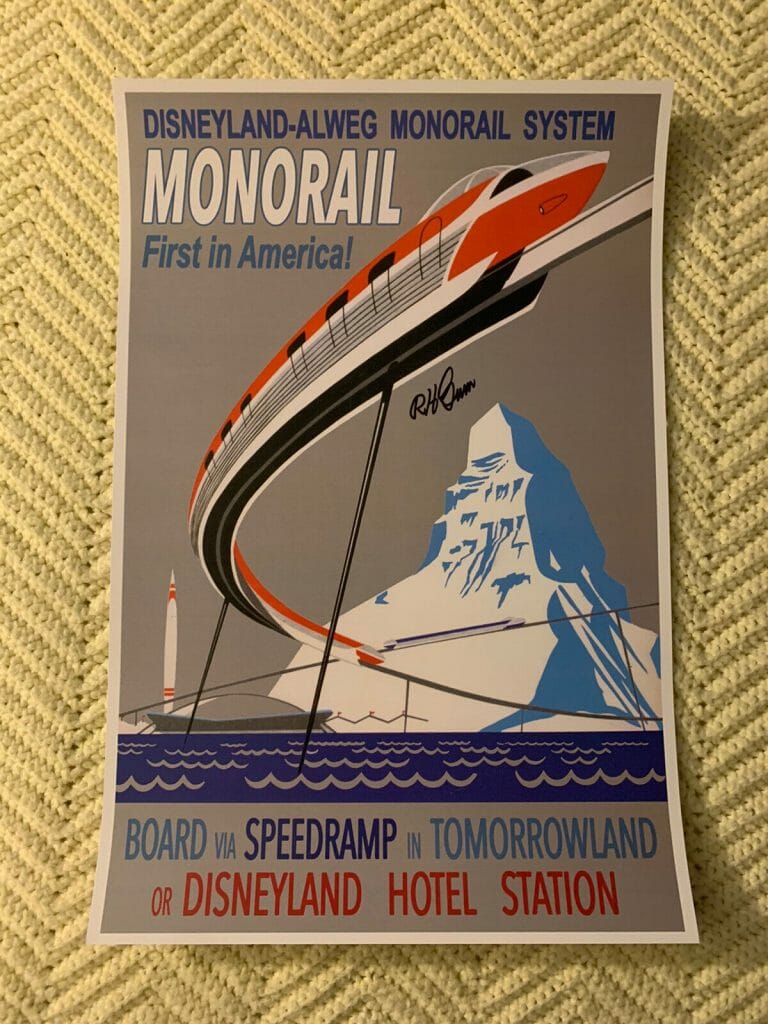 DISNEYLAND-ALWEG MONORAIL SYSTEM
MONORAIL
First in America!
BOARD VIA SPEEDRAMP IN TOMORROWLAND
OR DISNEYLAND HOTEL STATION